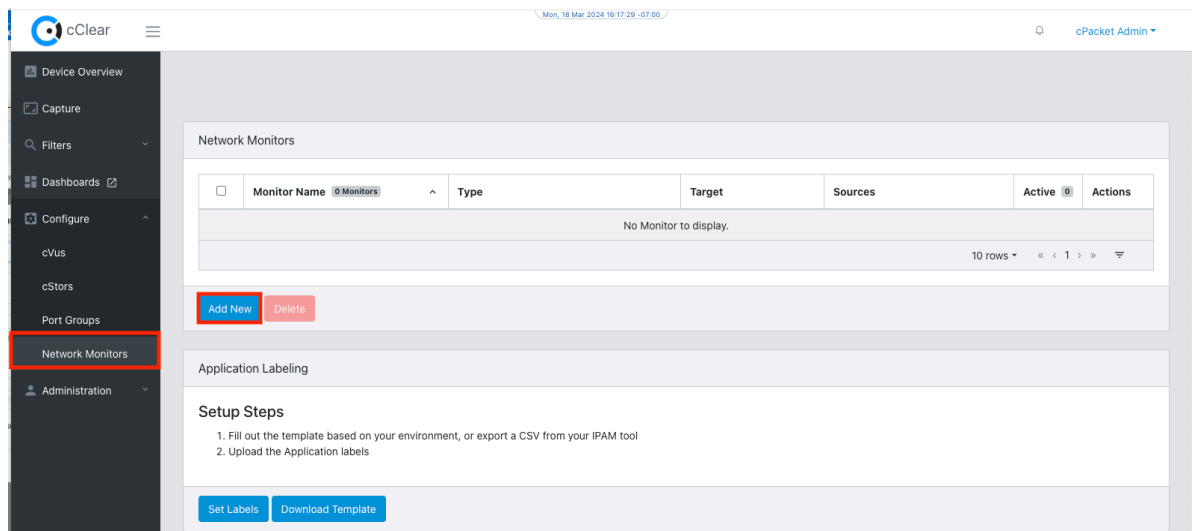 Mon, 18 Mar 2024 16:17:29 -07:00
cClear
cPacket Admin
Device Overview
Capture
Filters
Dashboards
Configure
cVus
cStors
Port Groups
Network Monitors
Administration
Network Monitors
Monitor Name 0 Monitors Type Target Sources Active 0 Actions
No Monitor to display.
10 rows « ‹ 1 › »
Add New Delete
Application Labeling
Setup Steps
1. Fill out the template based on your environment, or export a CSV from your IPAM tool
2. Upload the Application labels
Set Labels Download Template